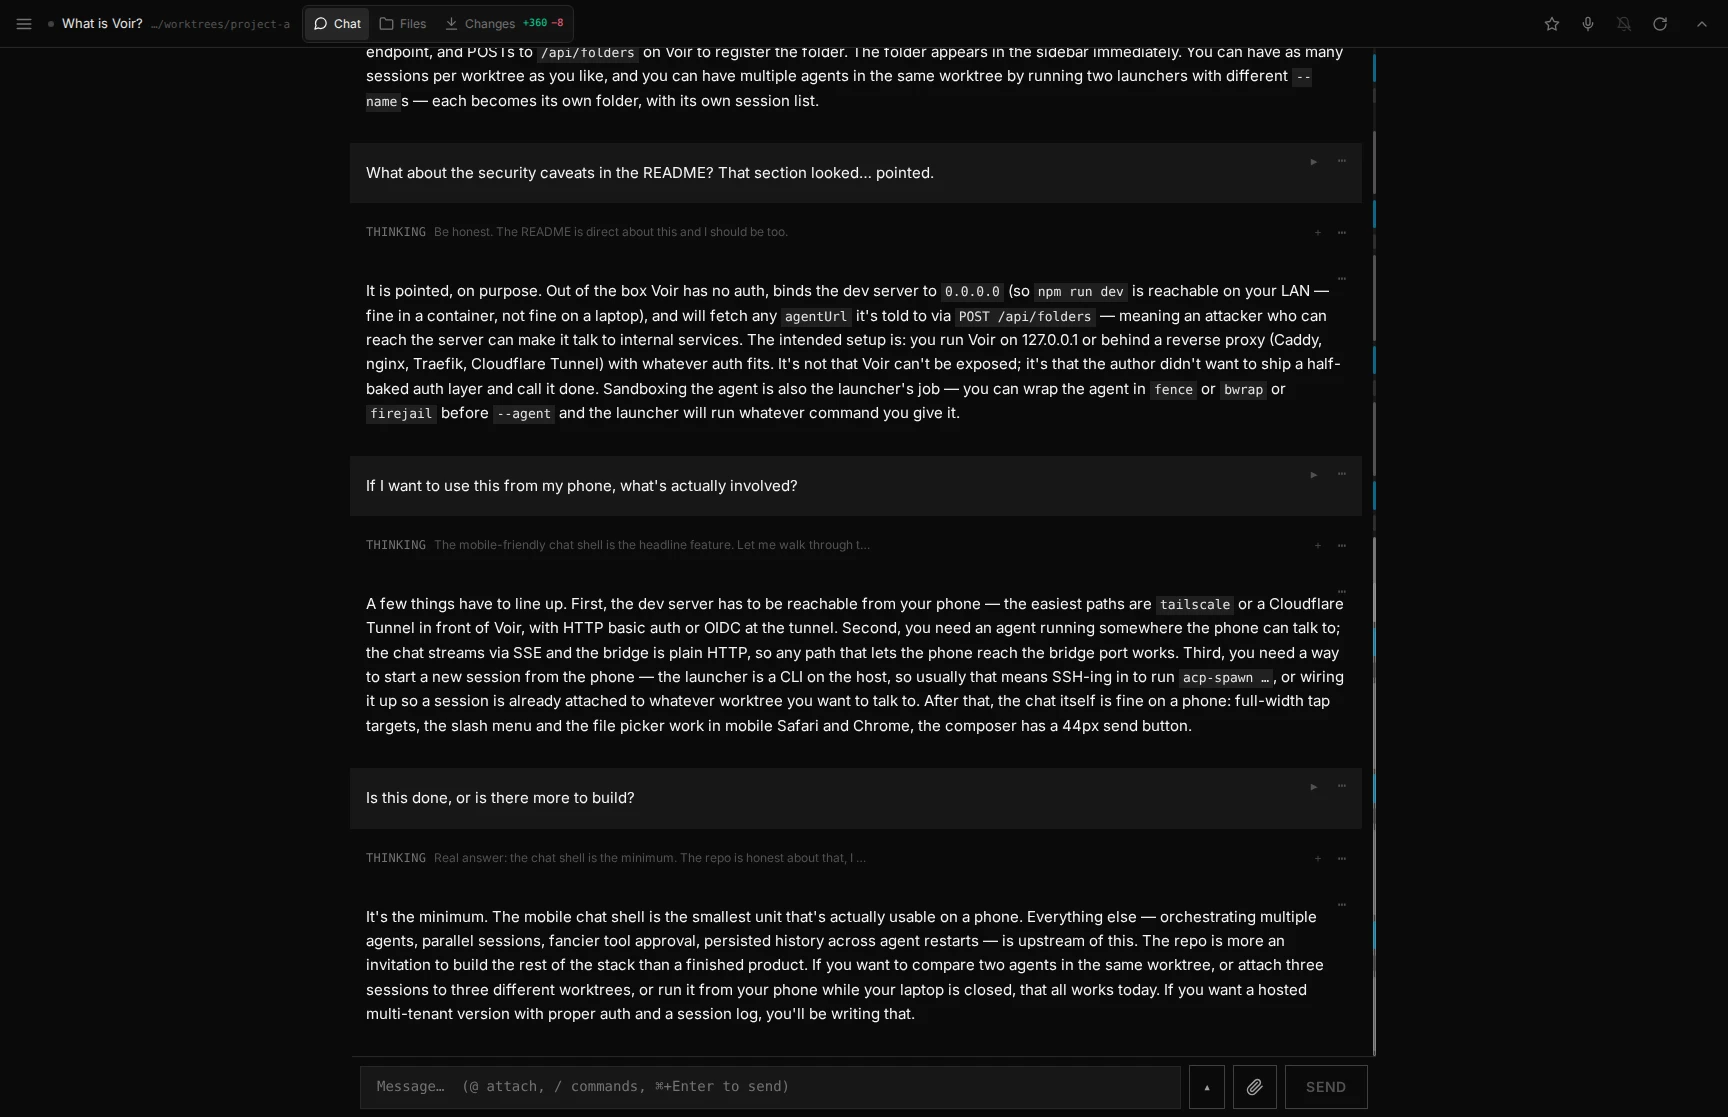 What is Voir? …/worktrees/project-a Chat Files Changes +360 −8
endpoint, and POSTs to /api/folders on Voir to register the folder. The folder appears in the sidebar immediately. You can have as many
sessions per worktree as you like, and you can have multiple agents in the same worktree by running two launchers with different --
names — each becomes its own folder, with its own session list.
What about the security caveats in the README? That section looked... pointed.
THINKING Be honest. The README is direct about this and I should be too.
It is pointed, on purpose. Out of the box Voir has no auth, binds the dev server to 0.0.0.0 (so npm run dev is reachable on your LAN —
fine in a container, not fine on a laptop), and will fetch any agentUrl it's told to via POST /api/folders — meaning an attacker who can
reach the server can make it talk to internal services. The intended setup is: you run Voir on 127.0.0.1 or behind a reverse proxy (Caddy,
nginx, Traefik, Cloudflare Tunnel) with whatever auth fits. It's not that Voir can't be exposed; it's that the author didn't want to ship a half-
baked auth layer and call it done. Sandboxing the agent is also the launcher's job — you can wrap the agent in fence or bwrap or
firejail before --agent and the launcher will run whatever command you give it.
If I want to use this from my phone, what's actually involved?
THINKING The mobile-friendly chat shell is the headline feature. Let me walk through t...
A few things have to line up. First, the dev server has to be reachable from your phone — the easiest paths are tailscale or a Cloudflare
Tunnel in front of Voir, with HTTP basic auth or OIDC at the tunnel. Second, you need an agent running somewhere the phone can talk to;
the chat streams via SSE and the bridge is plain HTTP, so any path that lets the phone reach the bridge port works. Third, you need a way
to start a new session from the phone — the launcher is a CLI on the host, so usually that means SSH-ing in to run acp-spawn …, or wiring
it up so a session is already attached to whatever worktree you want to talk to. After that, the chat itself is fine on a phone: full-width tap
targets, the slash menu and the file picker work in mobile Safari and Chrome, the composer has a 44px send button.
Is this done, or is there more to build?
THINKING Real answer: the chat shell is the minimum. The repo is honest about that, I ...
It's the minimum. The mobile chat shell is the smallest unit that's actually usable on a phone. Everything else — orchestrating multiple
agents, parallel sessions, fancier tool approval, persisted history across agent restarts — is upstream of this. The repo is more an
invitation to build the rest of the stack than a finished product. If you want to compare two agents in the same worktree, or attach three
sessions to three different worktrees, or run it from your phone while your laptop is closed, that all works today. If you want a hosted
multi-tenant version with proper auth and a session log, you'll be writing that.
Message… (@ attach, / commands, ⌘+Enter to send) SEND